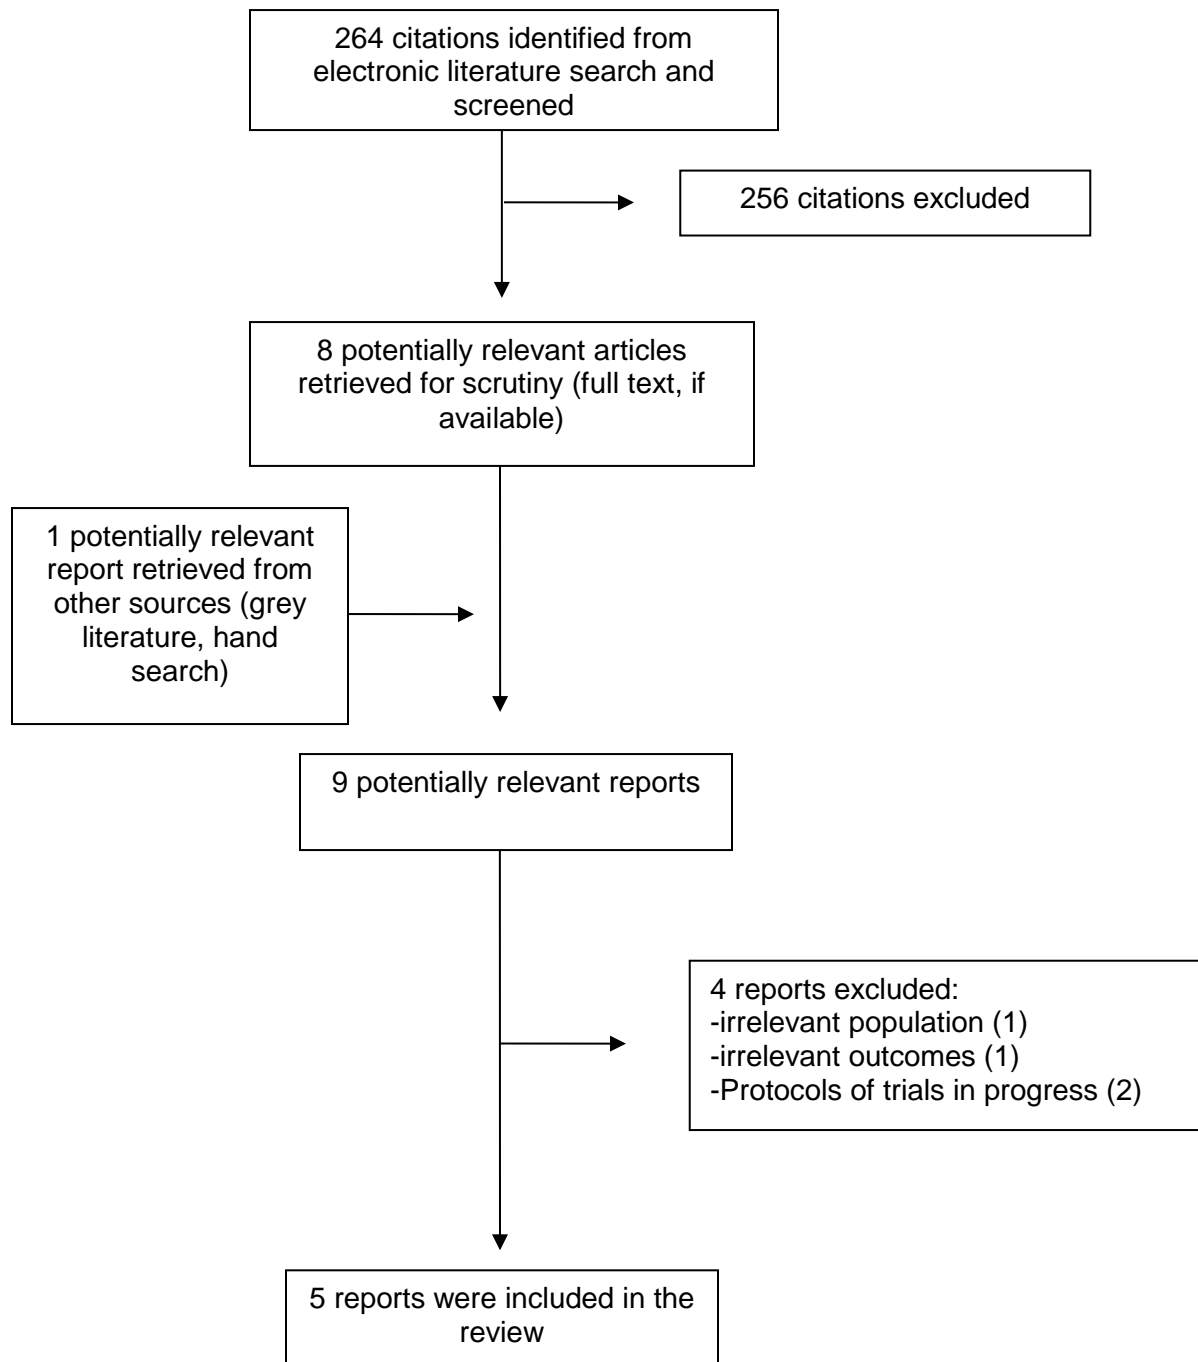 264 citations identified from
electronic literature search and
screened
256 citations excluded
8 potentially relevant articles
retrieved for scrutiny (full text, if
available)
1 potentially relevant
report retrieved from
other sources (grey
literature, hand
search)
9 potentially relevant reports
4 reports excluded:
-irrelevant population (1)
-irrelevant outcomes (1)
-Protocols of trials in progress (2)
5 reports were included in the
review